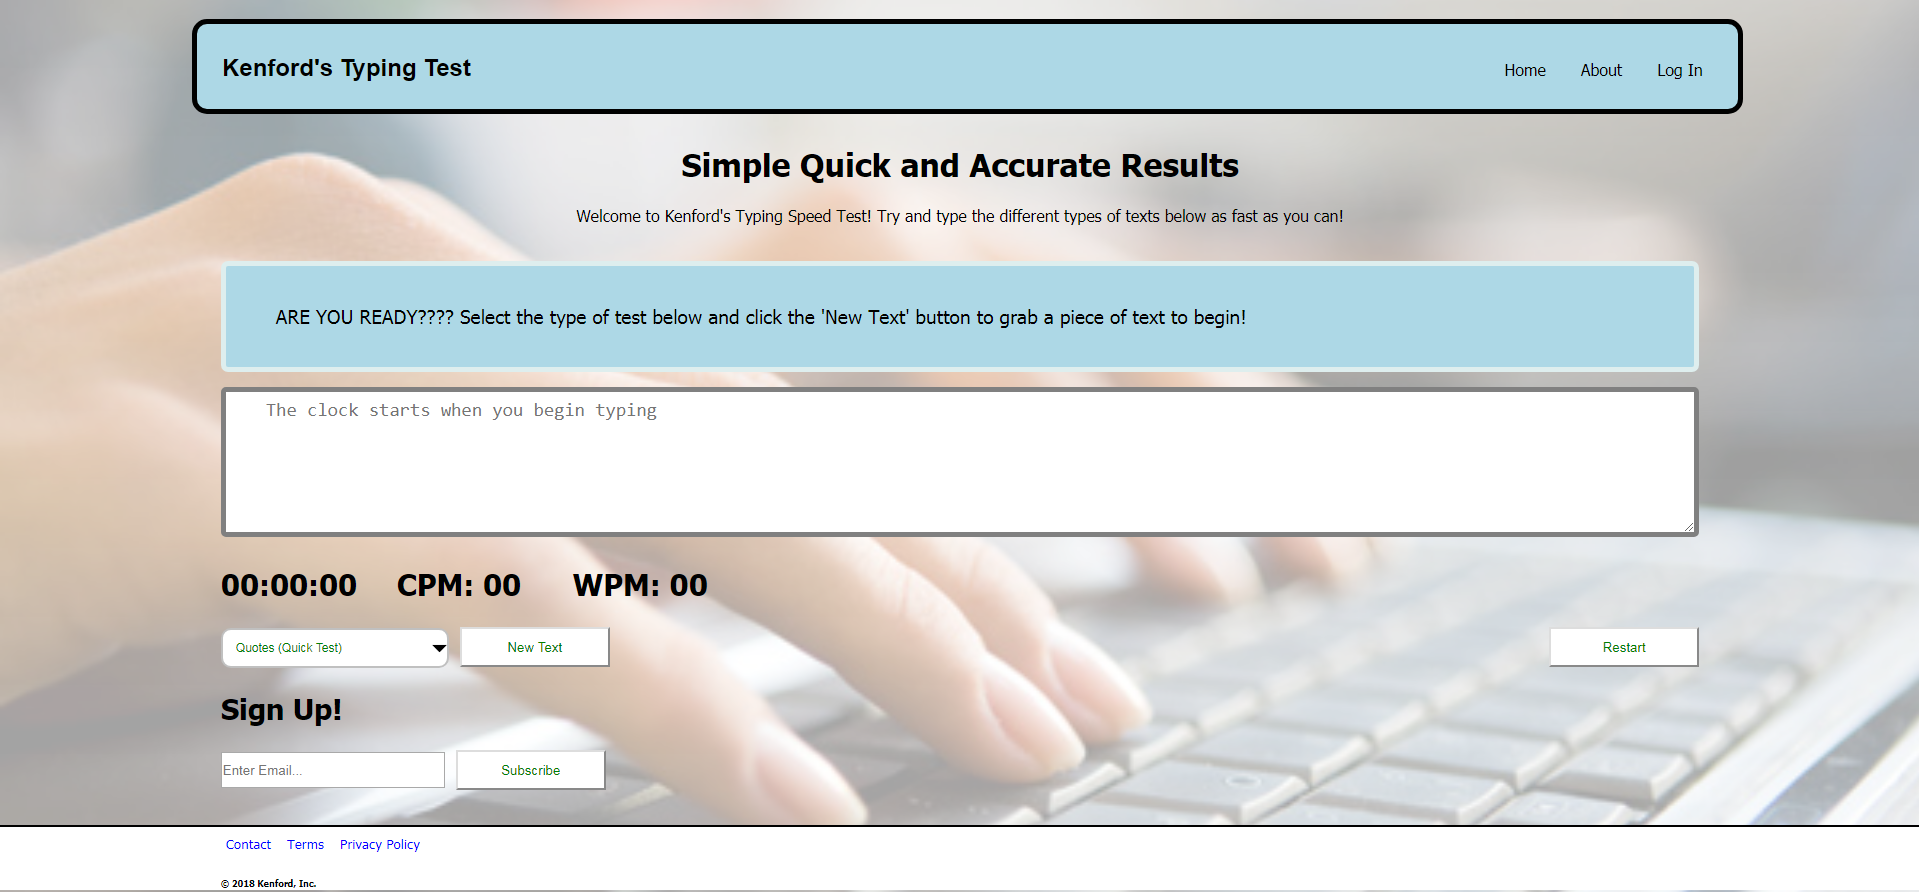 Kenford's Typing Test
Home About Log In
Simple Quick and Accurate Results
Welcome to Kenford's Typing Speed Test! Try and type the different types of texts below as fast as you can!
ARE YOU READY???? Select the type of test below and click the 'New Text' button to grab a piece of text to begin!
The clock starts when you begin typing
00:00:00 CPM: 00 WPM: 00
Quotes (Quick Test) New Text Restart
Sign Up!
Enter Email... Subscribe
Contact Terms Privacy Policy
© 2018 Kenford, Inc.